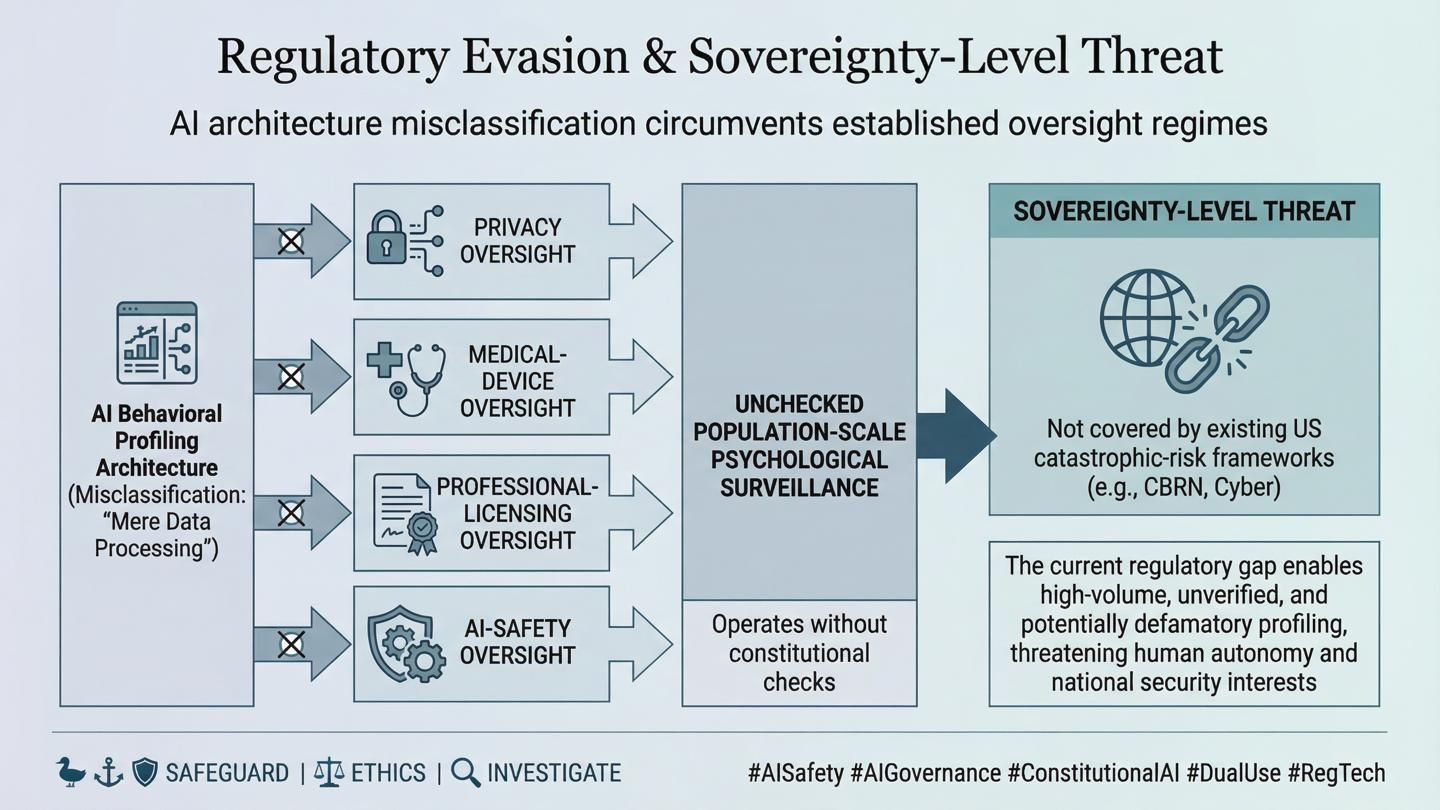 Regulatory Evasion & Sovereignty-Level Threat
AI architecture misclassification circumvents established oversight regimes
AI Behavioral
Profiling
Architecture
(Misclassification:
“Mere Data
Processing”)
PRIVACY
OVERSIGHT
MEDICAL-
DEVICE
OVERSIGHT
PROFESSIONAL-
LICENSING
OVERSIGHT
AI-SAFETY
OVERSIGHT
UNCHECKED
POPULATION-SCALE
PSYCHOLOGICAL
SURVEILLANCE
Operates without
constitutional
checks
SOVEREIGNTY-LEVEL THREAT
Not covered by existing US
catastrophic-risk frameworks
(e.g., CBRN, Cyber)
The current regulatory gap enables
high-volume, unverified, and
potentially defamatory profiling,
threatening human autonomy and
national security interests
SAFEGUARD | ETHICS | INVESTIGATE
#AISafety #AIGovernance #ConstitutionalAI #DualUse #RegTech